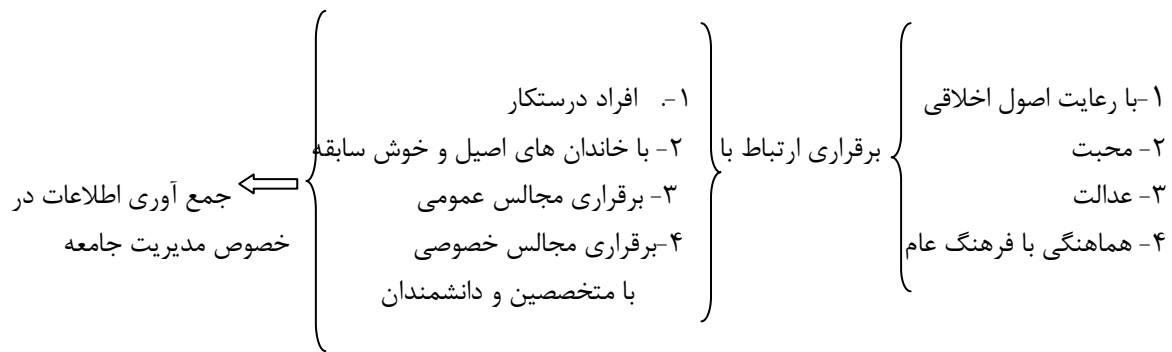 ۱-با رعایت اصول اخلاقی
۲- محبت
۳- عدالت
۴- هماهنگی با فرهنگ عام
برقراری ارتباط با
۱-. افراد درستکار
۲- با خاندان های اصیل و خوش سابقه
۳- برقراری مجالس عمومی
۴-برقراری مجالس خصوصی
با متخصصین و دانشمندان
جمع آوری اطلاعات در
خصوص مدیریت جامعه